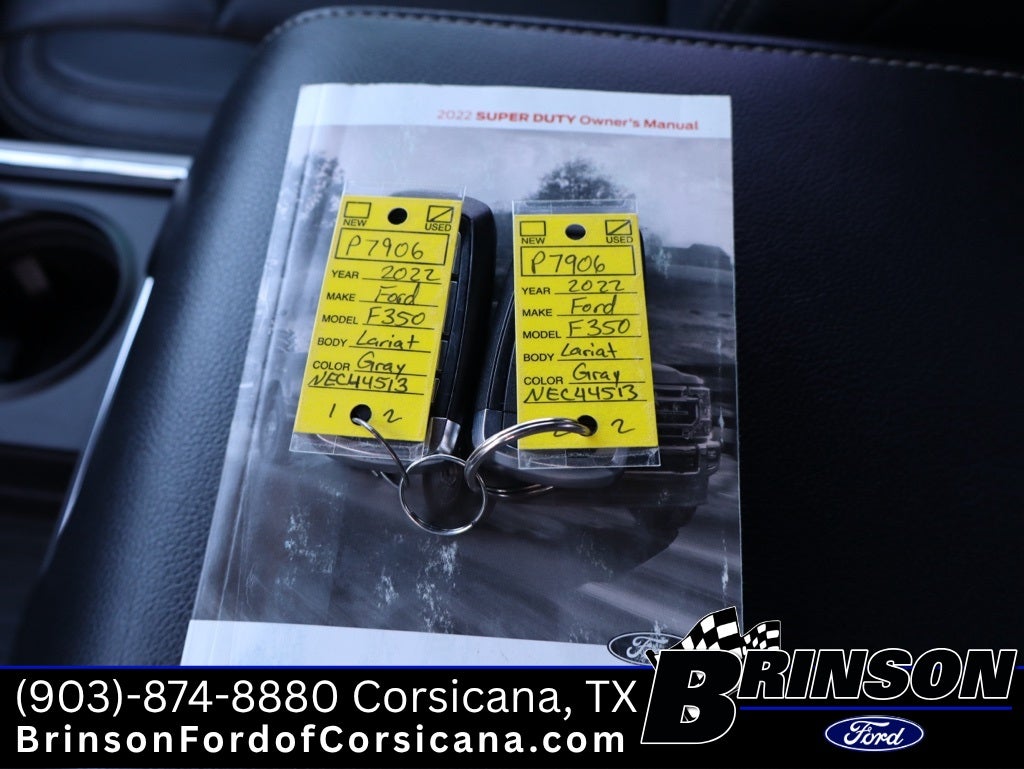 2022 SUPER DUTY Owner's Manual
NEW USED
P7906
YEAR 2022
MAKE Ford
MODEL F350
BODY Lariat
COLOR Gray
NEC44513
1 2
NEW USED
P7906
YEAR 2022
MAKE Ford
MODEL F350
BODY Lariat
COLOR Gray
NEC44513
2 2
Ford
(903)-874-8880 Corsicana, TX
BrinsonFordofCorsicana.com
BRINSON
Ford